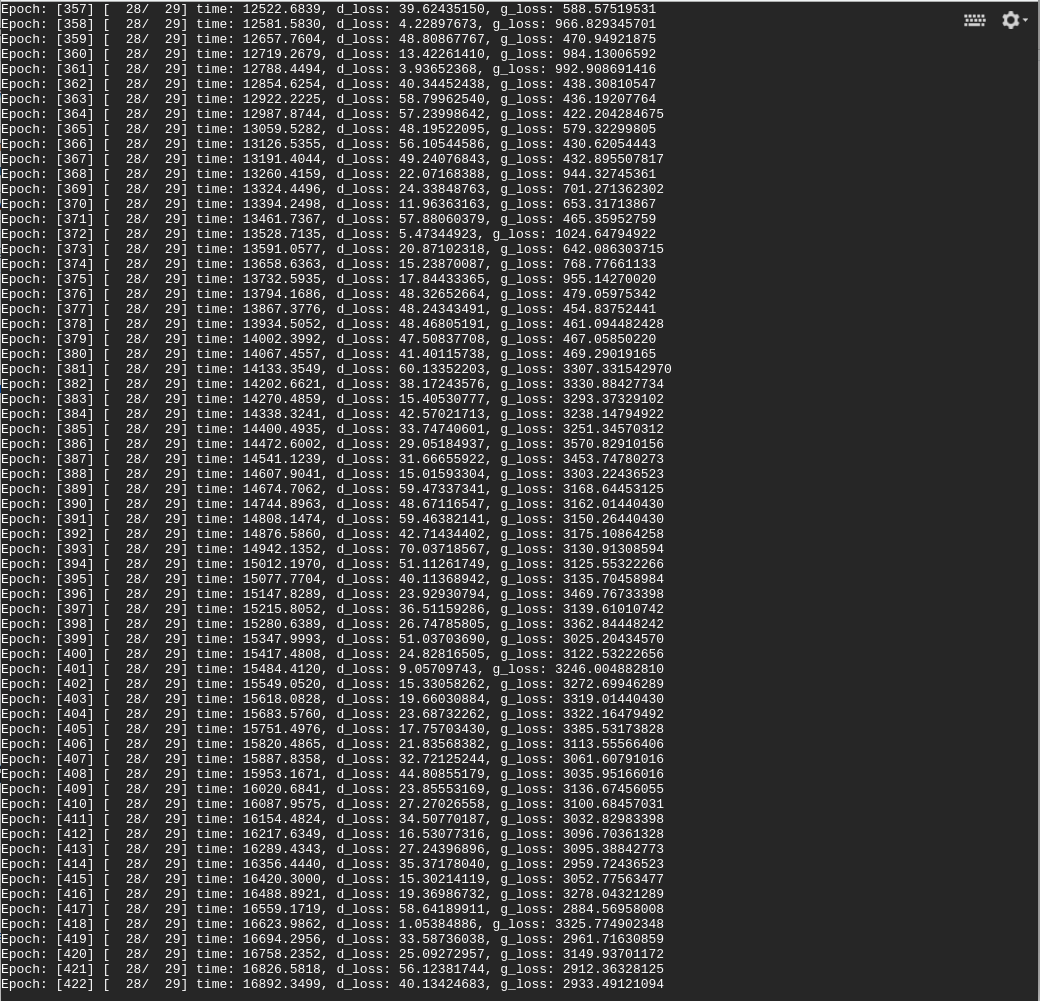 Epoch: [357] [  28/  29] time: 12522.6839, d_loss: 39.62435150, g_loss: 588.57519531
Epoch: [358] [  28/  29] time: 12581.5830, d_loss: 4.22897673, g_loss: 966.829345701
Epoch: [359] [  28/  29] time: 12657.7604, d_loss: 48.80867767, g_loss: 470.94921875
Epoch: [360] [  28/  29] time: 12719.2679, d_loss: 13.42261410, g_loss: 984.13006592
Epoch: [361] [  28/  29] time: 12788.4494, d_loss: 3.93652368, g_loss: 992.908691416
Epoch: [362] [  28/  29] time: 12854.6254, d_loss: 40.34452438, g_loss: 438.30810547
Epoch: [363] [  28/  29] time: 12922.2225, d_loss: 58.79962540, g_loss: 436.19207764
Epoch: [364] [  28/  29] time: 12987.8744, d_loss: 57.23998642, g_loss: 422.204284675
Epoch: [365] [  28/  29] time: 13059.5282, d_loss: 48.19522095, g_loss: 579.32299805
Epoch: [366] [  28/  29] time: 13126.5355, d_loss: 56.10544586, g_loss: 430.62054443
Epoch: [367] [  28/  29] time: 13191.4044, d_loss: 49.24076843, g_loss: 432.895507817
Epoch: [368] [  28/  29] time: 13260.4159, d_loss: 22.07168388, g_loss: 944.32745361
Epoch: [369] [  28/  29] time: 13324.4496, d_loss: 24.33848763, g_loss: 701.271362302
Epoch: [370] [  28/  29] time: 13394.2498, d_loss: 11.96363163, g_loss: 653.31713867
Epoch: [371] [  28/  29] time: 13461.7367, d_loss: 57.88060379, g_loss: 465.35952759
Epoch: [372] [  28/  29] time: 13528.7135, d_loss: 5.47344923, g_loss: 1024.64794922
Epoch: [373] [  28/  29] time: 13591.0577, d_loss: 20.87102318, g_loss: 642.086303715
Epoch: [374] [  28/  29] time: 13658.6363, d_loss: 15.23870087, g_loss: 768.77661133
Epoch: [375] [  28/  29] time: 13732.5935, d_loss: 17.84433365, g_loss: 955.14270020
Epoch: [376] [  28/  29] time: 13794.1686, d_loss: 48.32652664, g_loss: 479.05975342
Epoch: [377] [  28/  29] time: 13867.3776, d_loss: 48.24343491, g_loss: 454.83752441
Epoch: [378] [  28/  29] time: 13934.5052, d_loss: 48.46805191, g_loss: 461.094482428
Epoch: [379] [  28/  29] time: 14002.3992, d_loss: 47.50837708, g_loss: 467.05850220
Epoch: [380] [  28/  29] time: 14067.4557, d_loss: 41.40115738, g_loss: 469.29019165
Epoch: [381] [  28/  29] time: 14133.3549, d_loss: 60.13352203, g_loss: 3307.331542970
Epoch: [382] [  28/  29] time: 14202.6621, d_loss: 38.17243576, g_loss: 3330.88427734
Epoch: [383] [  28/  29] time: 14270.4859, d_loss: 15.40530777, g_loss: 3293.37329102
Epoch: [384] [  28/  29] time: 14338.3241, d_loss: 42.57021713, g_loss: 3238.14794922
Epoch: [385] [  28/  29] time: 14400.4935, d_loss: 33.74740601, g_loss: 3251.34570312
Epoch: [386] [  28/  29] time: 14472.6002, d_loss: 29.05184937, g_loss: 3570.82910156
Epoch: [387] [  28/  29] time: 14541.1239, d_loss: 31.66655922, g_loss: 3453.74780273
Epoch: [388] [  28/  29] time: 14607.9041, d_loss: 15.01593304, g_loss: 3303.22436523
Epoch: [389] [  28/  29] time: 14674.7062, d_loss: 59.47337341, g_loss: 3168.64453125
Epoch: [390] [  28/  29] time: 14744.8963, d_loss: 48.67116547, g_loss: 3162.01440430
Epoch: [391] [  28/  29] time: 14808.1474, d_loss: 59.46382141, g_loss: 3150.26440430
Epoch: [392] [  28/  29] time: 14876.5860, d_loss: 42.71434402, g_loss: 3175.10864258
Epoch: [393] [  28/  29] time: 14942.1352, d_loss: 70.03718567, g_loss: 3130.91308594
Epoch: [394] [  28/  29] time: 15012.1970, d_loss: 51.11261749, g_loss: 3125.55322266
Epoch: [395] [  28/  29] time: 15077.7704, d_loss: 40.11368942, g_loss: 3135.70458984
Epoch: [396] [  28/  29] time: 15147.8289, d_loss: 23.92930794, g_loss: 3469.76733398
Epoch: [397] [  28/  29] time: 15215.8052, d_loss: 36.51159286, g_loss: 3139.61010742
Epoch: [398] [  28/  29] time: 15280.6389, d_loss: 26.74785805, g_loss: 3362.84448242
Epoch: [399] [  28/  29] time: 15347.9993, d_loss: 51.03703690, g_loss: 3025.20434570
Epoch: [400] [  28/  29] time: 15417.4808, d_loss: 24.82816505, g_loss: 3122.53222656
Epoch: [401] [  28/  29] time: 15484.4120, d_loss: 9.05709743, g_loss: 3246.004882810
Epoch: [402] [  28/  29] time: 15549.0520, d_loss: 15.33058262, g_loss: 3272.69946289
Epoch: [403] [  28/  29] time: 15618.0828, d_loss: 19.66030884, g_loss: 3319.01440430
Epoch: [404] [  28/  29] time: 15683.5760, d_loss: 23.68732262, g_loss: 3322.16479492
Epoch: [405] [  28/  29] time: 15751.4976, d_loss: 17.75703430, g_loss: 3385.53173828
Epoch: [406] [  28/  29] time: 15820.4865, d_loss: 21.83568382, g_loss: 3113.55566406
Epoch: [407] [  28/  29] time: 15887.8358, d_loss: 32.72125244, g_loss: 3061.60791016
Epoch: [408] [  28/  29] time: 15953.1671, d_loss: 44.80855179, g_loss: 3035.95166016
Epoch: [409] [  28/  29] time: 16020.6841, d_loss: 23.85553169, g_loss: 3136.67456055
Epoch: [410] [  28/  29] time: 16087.9575, d_loss: 27.27026558, g_loss: 3100.68457031
Epoch: [411] [  28/  29] time: 16154.4824, d_loss: 34.50770187, g_loss: 3032.82983398
Epoch: [412] [  28/  29] time: 16217.6349, d_loss: 16.53077316, g_loss: 3096.70361328
Epoch: [413] [  28/  29] time: 16289.4343, d_loss: 27.24396896, g_loss: 3095.38842773
Epoch: [414] [  28/  29] time: 16356.4440, d_loss: 35.37178040, g_loss: 2959.72436523
Epoch: [415] [  28/  29] time: 16420.3000, d_loss: 15.30214119, g_loss: 3052.77563477
Epoch: [416] [  28/  29] time: 16488.8921, d_loss: 19.36986732, g_loss: 3278.04321289
Epoch: [417] [  28/  29] time: 16559.1719, d_loss: 58.64189911, g_loss: 2884.56958008
Epoch: [418] [  28/  29] time: 16623.9862, d_loss: 1.05384886, g_loss: 3325.774902348
Epoch: [419] [  28/  29] time: 16694.2956, d_loss: 33.58736038, g_loss: 2961.71630859
Epoch: [420] [  28/  29] time: 16758.2352, d_loss: 25.09272957, g_loss: 3149.93701172
Epoch: [421] [  28/  29] time: 16826.5818, d_loss: 56.12381744, g_loss: 2912.36328125
Epoch: [422] [  28/  29] time: 16892.3499, d_loss: 40.13424683, g_loss: 2933.49121094